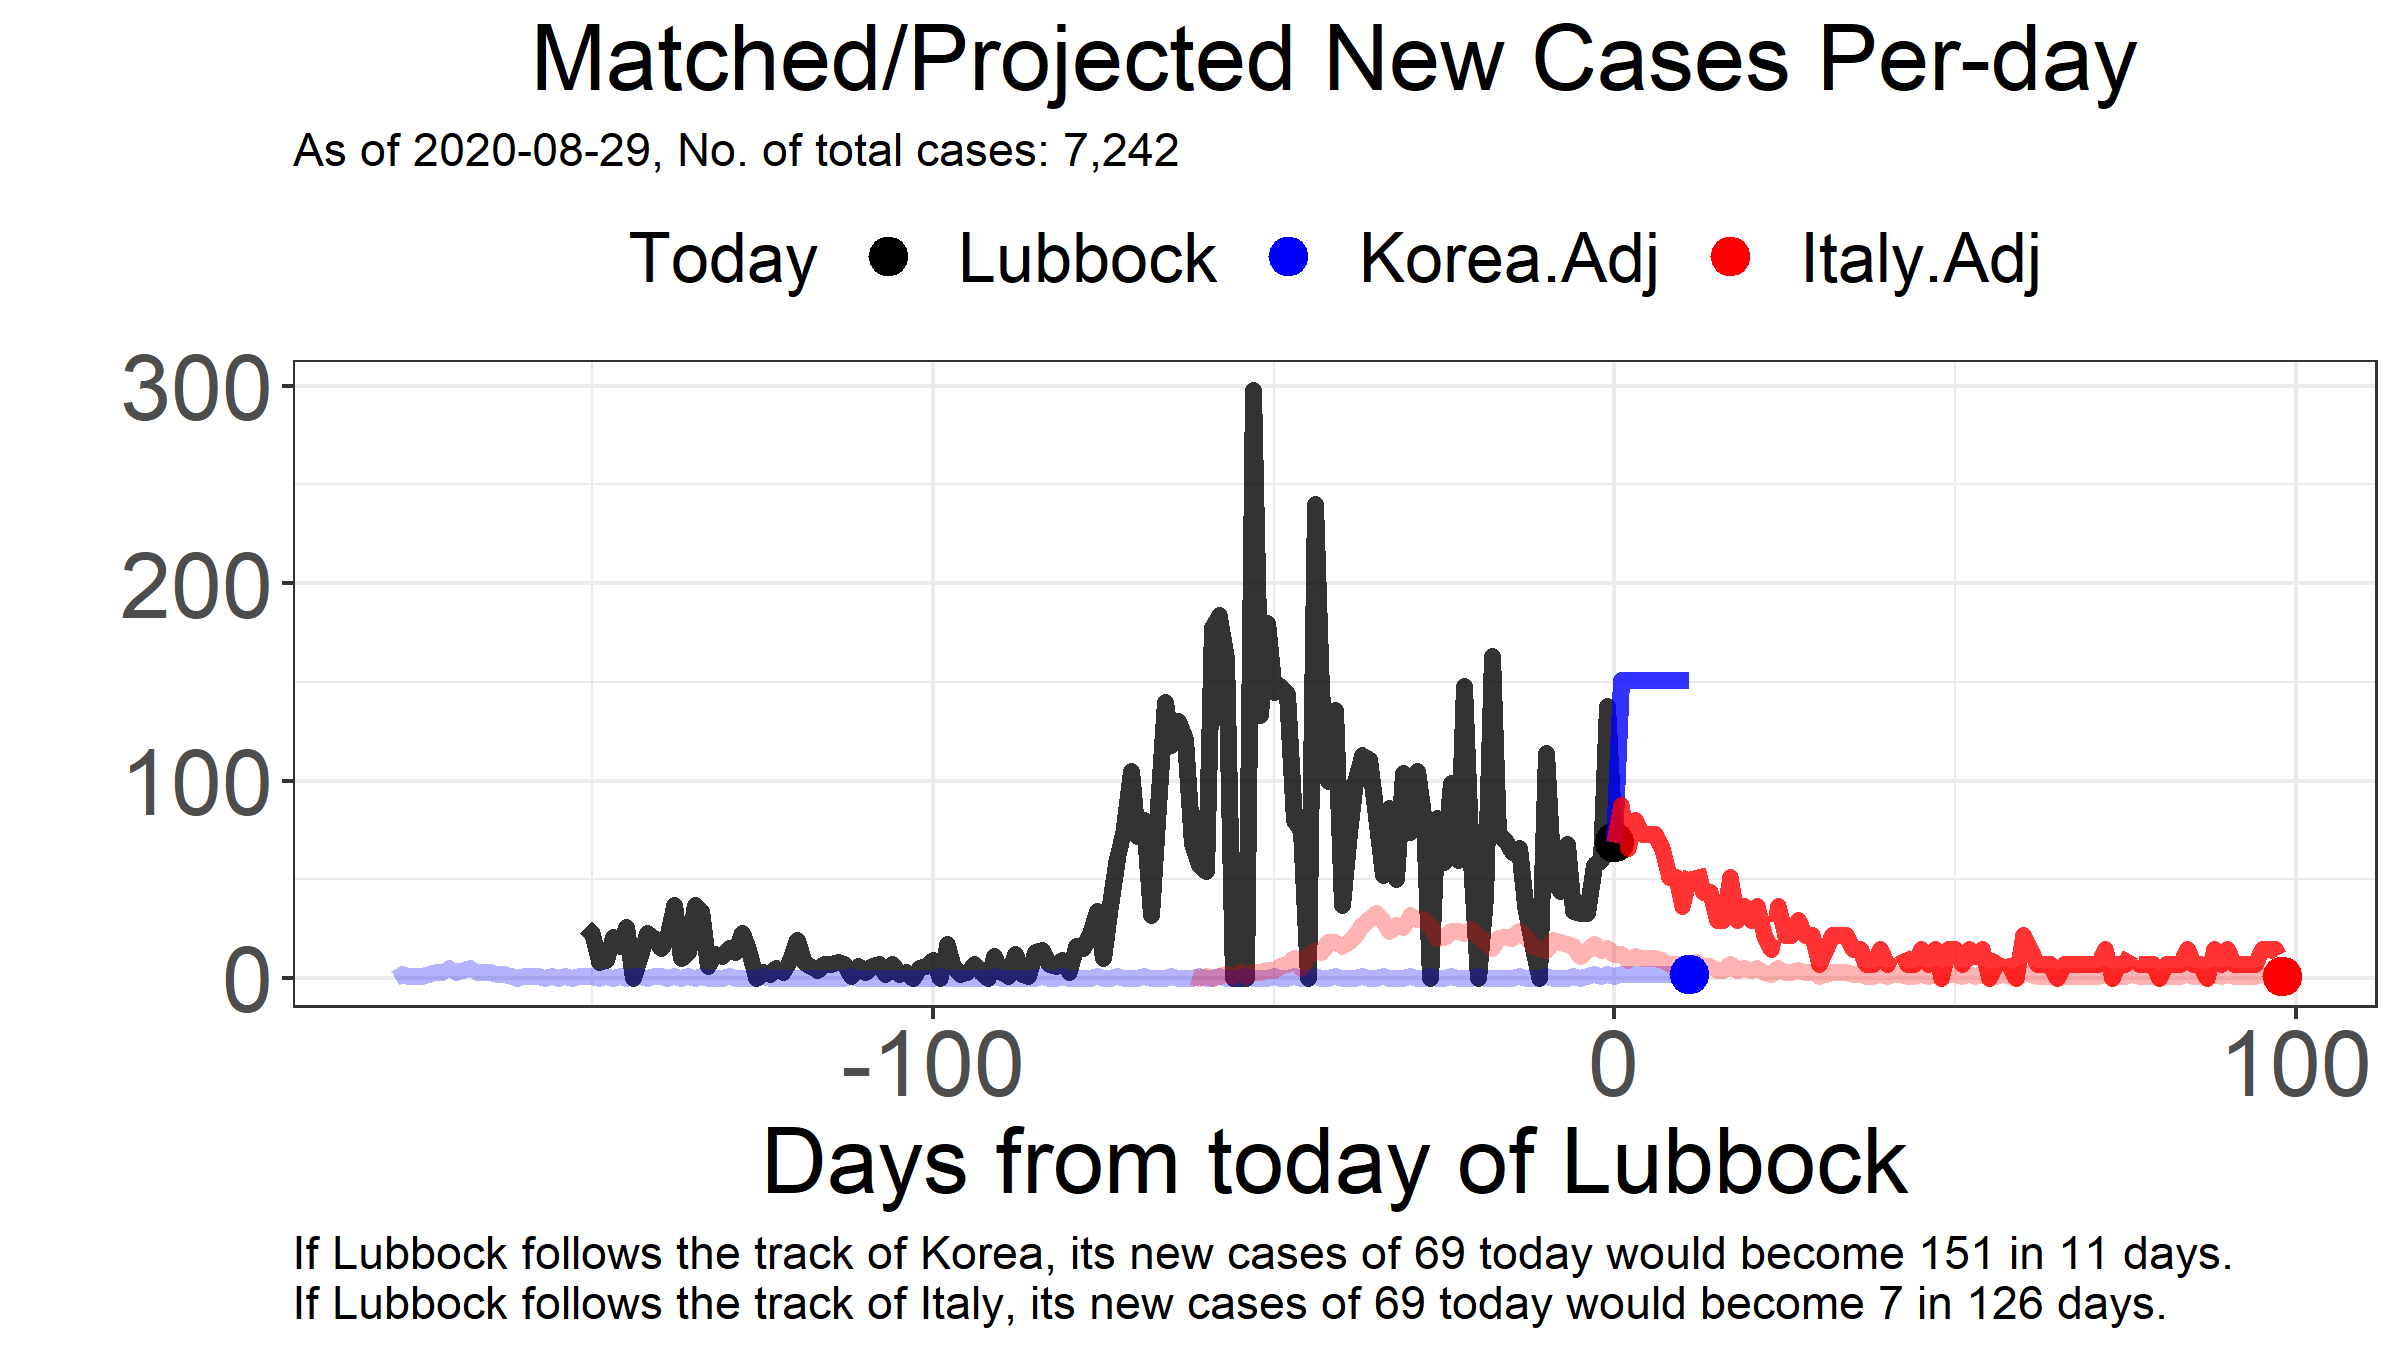 Matched/Projected New Cases Per-day
As of 2020-08-29, No. of total cases: 7,242
Today Lubbock Korea.Adj Italy.Adj
300
200
100
0
-100 0 100
Days from today of Lubbock
If Lubbock follows the track of Korea, its new cases of 69 today would become 151 in 11 days.
If Lubbock follows the track of Italy, its new cases of 69 today would become 7 in 126 days.